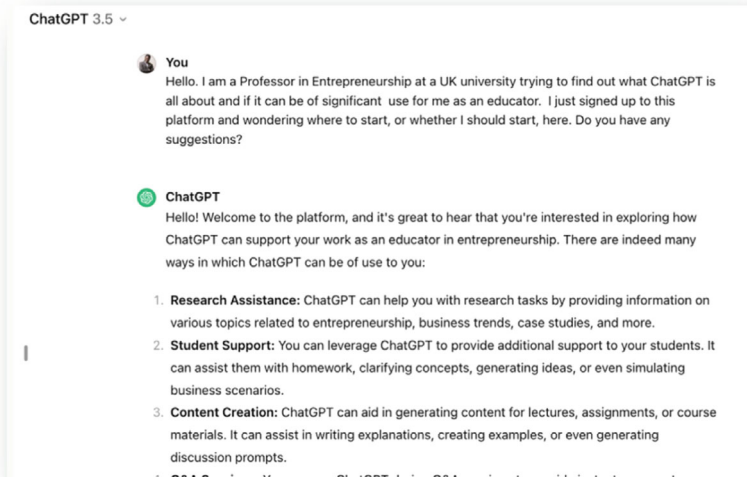 ChatGPT 3.5
You
Hello. I am a Professor in Entrepreneurship at a UK university trying to find out what ChatGPT is
all about and if it can be of significant use for me as an educator. I just signed up to this
platform and wondering where to start, or whether I should start, here. Do you have any
suggestions?
ChatGPT
Hello! Welcome to the platform, and it's great to hear that you're interested in exploring how
ChatGPT can support your work as an educator in entrepreneurship. There are indeed many
ways in which ChatGPT can be of use to you:
1. Research Assistance: ChatGPT can help you with research tasks by providing information on
various topics related to entrepreneurship, business trends, case studies, and more.
2. Student Support: You can leverage ChatGPT to provide additional support to your students. It
can assist them with homework, clarifying concepts, generating ideas, or even simulating
business scenarios.
3. Content Creation: ChatGPT can aid in generating content for lectures, assignments, or course
materials. It can assist in writing explanations, creating examples, or even generating
discussion prompts.